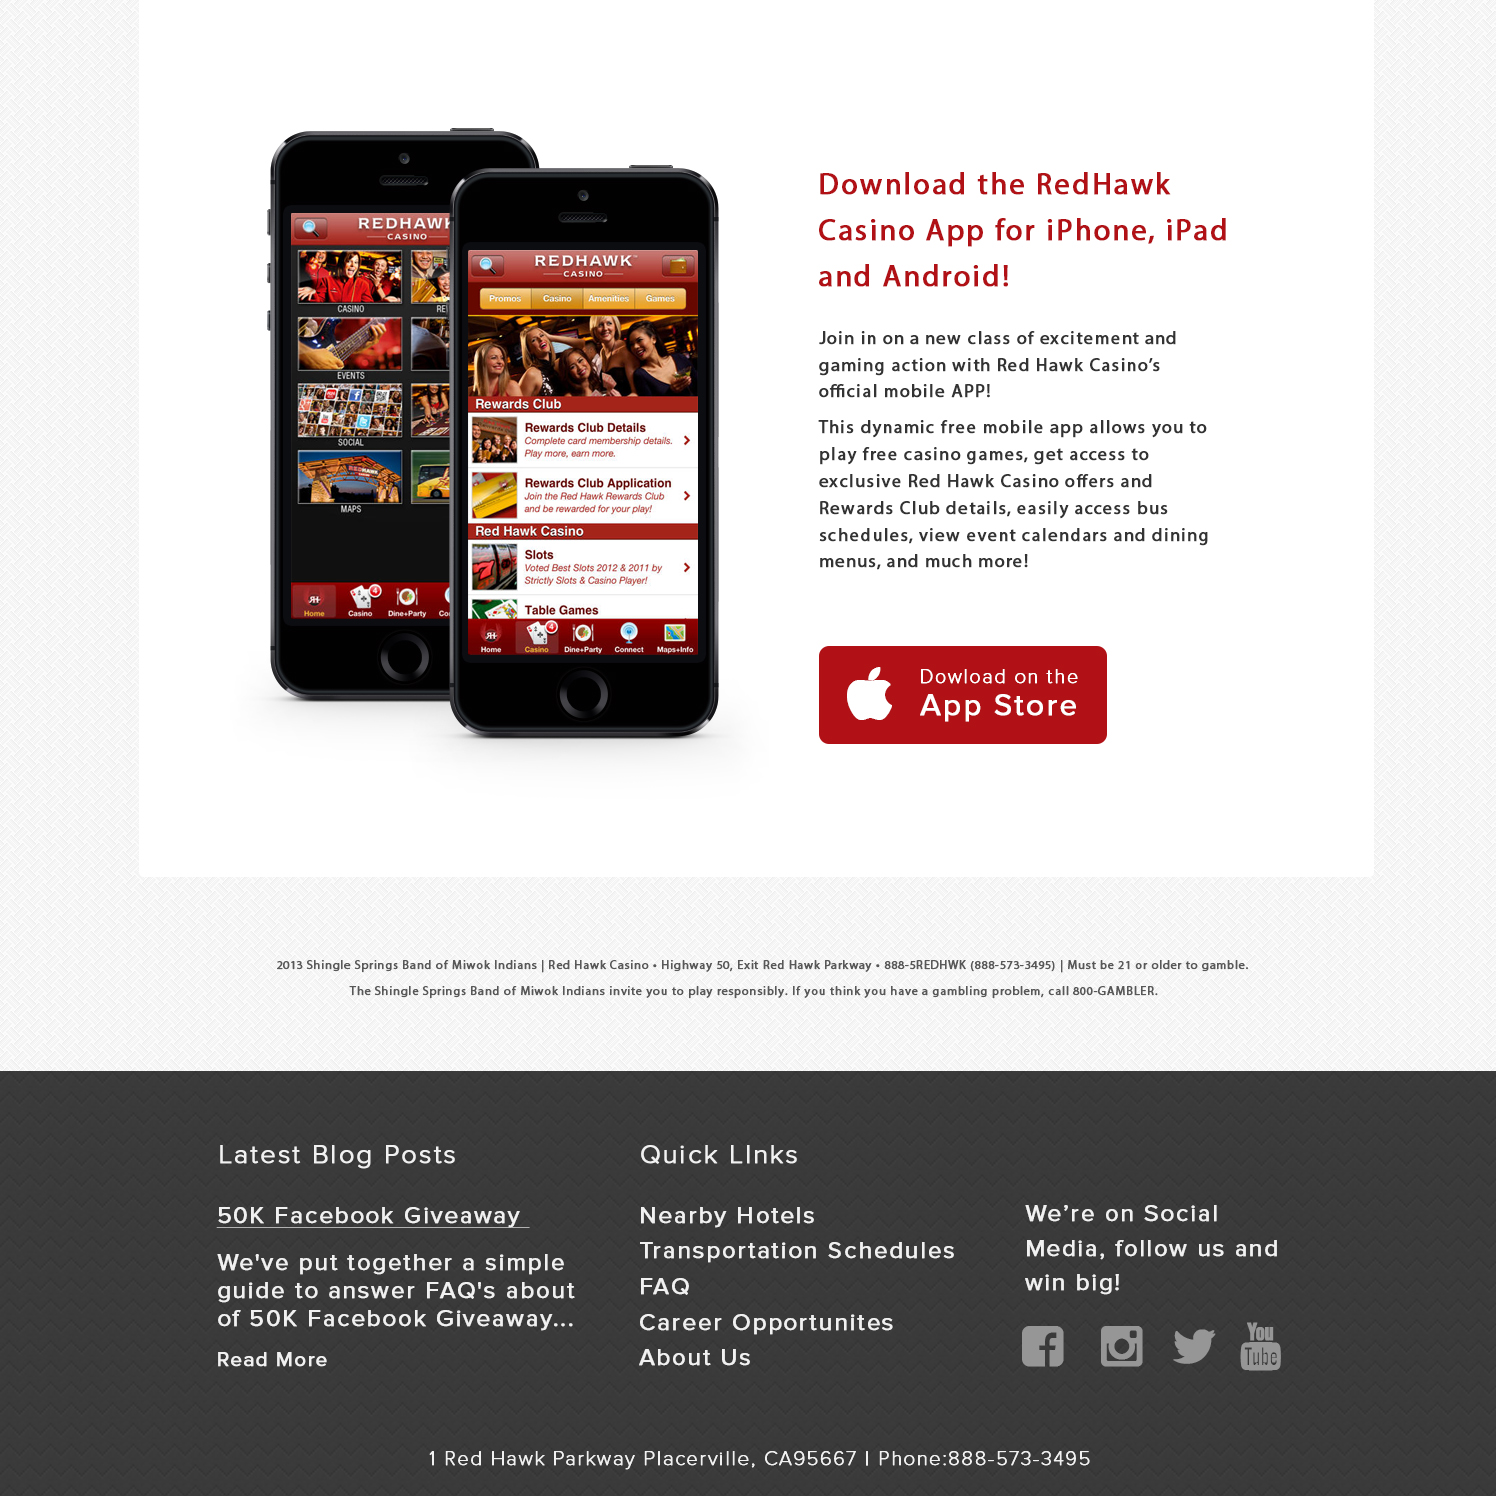 REDHAWK
CASINO
CASINO
EVENTS
SOCIAL
MAPS
Home
Casino
4
Dine+Party
REDHAWK™
CASINO
Promos
Casino
Amenities
Games
Rewards Club
Rewards Club Details
Complete card membership details.
Play more, earn more.
Rewards Club Application
Join the Red Hawk Rewards Club
and be rewarded for your play!
Red Hawk Casino
Slots
Voted Best Slots 2012 & 2011 by
Strictly Slots & Casino Player!
Table Games
Home
Casino
4
Dine+Party
Connect
Maps+Info
Download the RedHawk
Casino App for iPhone, iPad
and Android!
Join in on a new class of excitement and
gaming action with Red Hawk Casino’s
official mobile APP!
This dynamic free mobile app allows you to
play free casino games, get access to
exclusive Red Hawk Casino offers and
Rewards Club details, easily access bus
schedules, view event calendars and dining
menus, and much more!
Dowload on the
App Store
2013 Shingle Springs Band of Miwok Indians | Red Hawk Casino • Highway 50, Exit Red Hawk Parkway • 888-5REDHWK (888-573-3495) | Must be 21 or older to gamble.
The Shingle Springs Band of Miwok Indians invite you to play responsibly. If you think you have a gambling problem, call 800-GAMBLER.
Latest Blog Posts
50K Facebook Giveaway
We've put together a simple
guide to answer FAQ's about
of 50K Facebook Giveaway...
Read More
Quick LInks
Nearby Hotels
Transportation Schedules
FAQ
Career Opportunites
About Us
We’re on Social
Media, follow us and
win big!
You
Tube
1 Red Hawk Parkway Placerville, CA95667 | Phone:888-573-3495